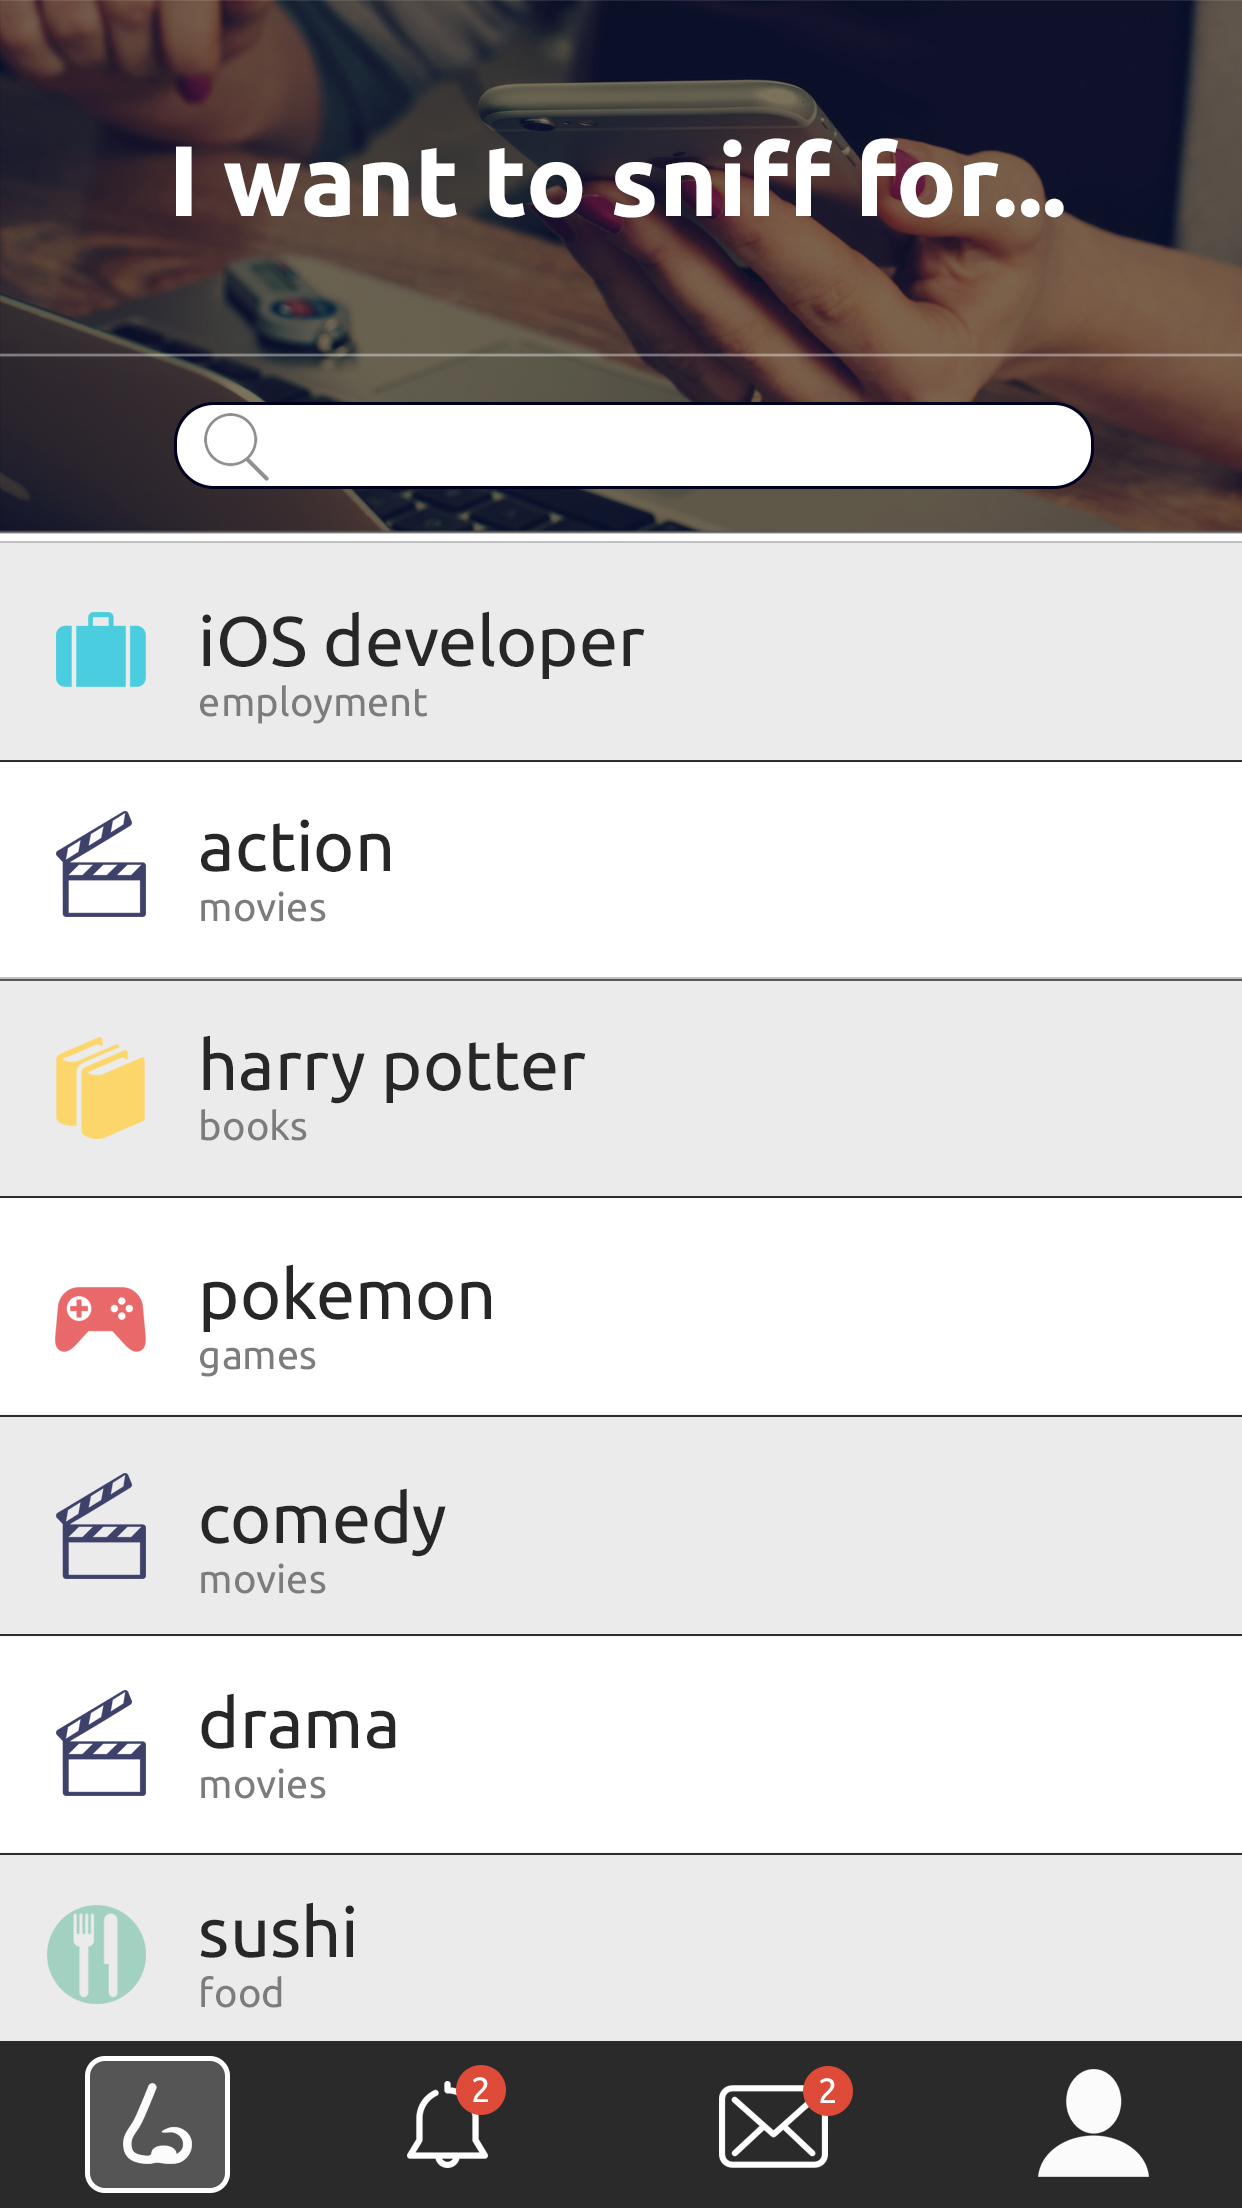 I want to sniff for...
iOS developer
employment
action
movies
harry potter
books
pokemon
games
comedy
movies
drama
movies
sushi
food
2
2